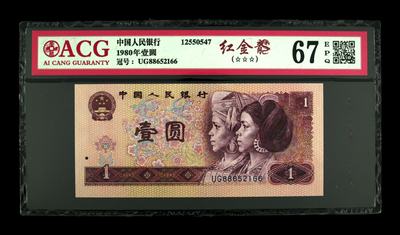 ACG
AI CANG GUARANTY
中国人民银行 12550547
1980年壹圆
冠号: UG88652166
红金龙
(☆☆☆)
67 EPQ
中国人民银行
壹圆
1
1
1
UG88652166